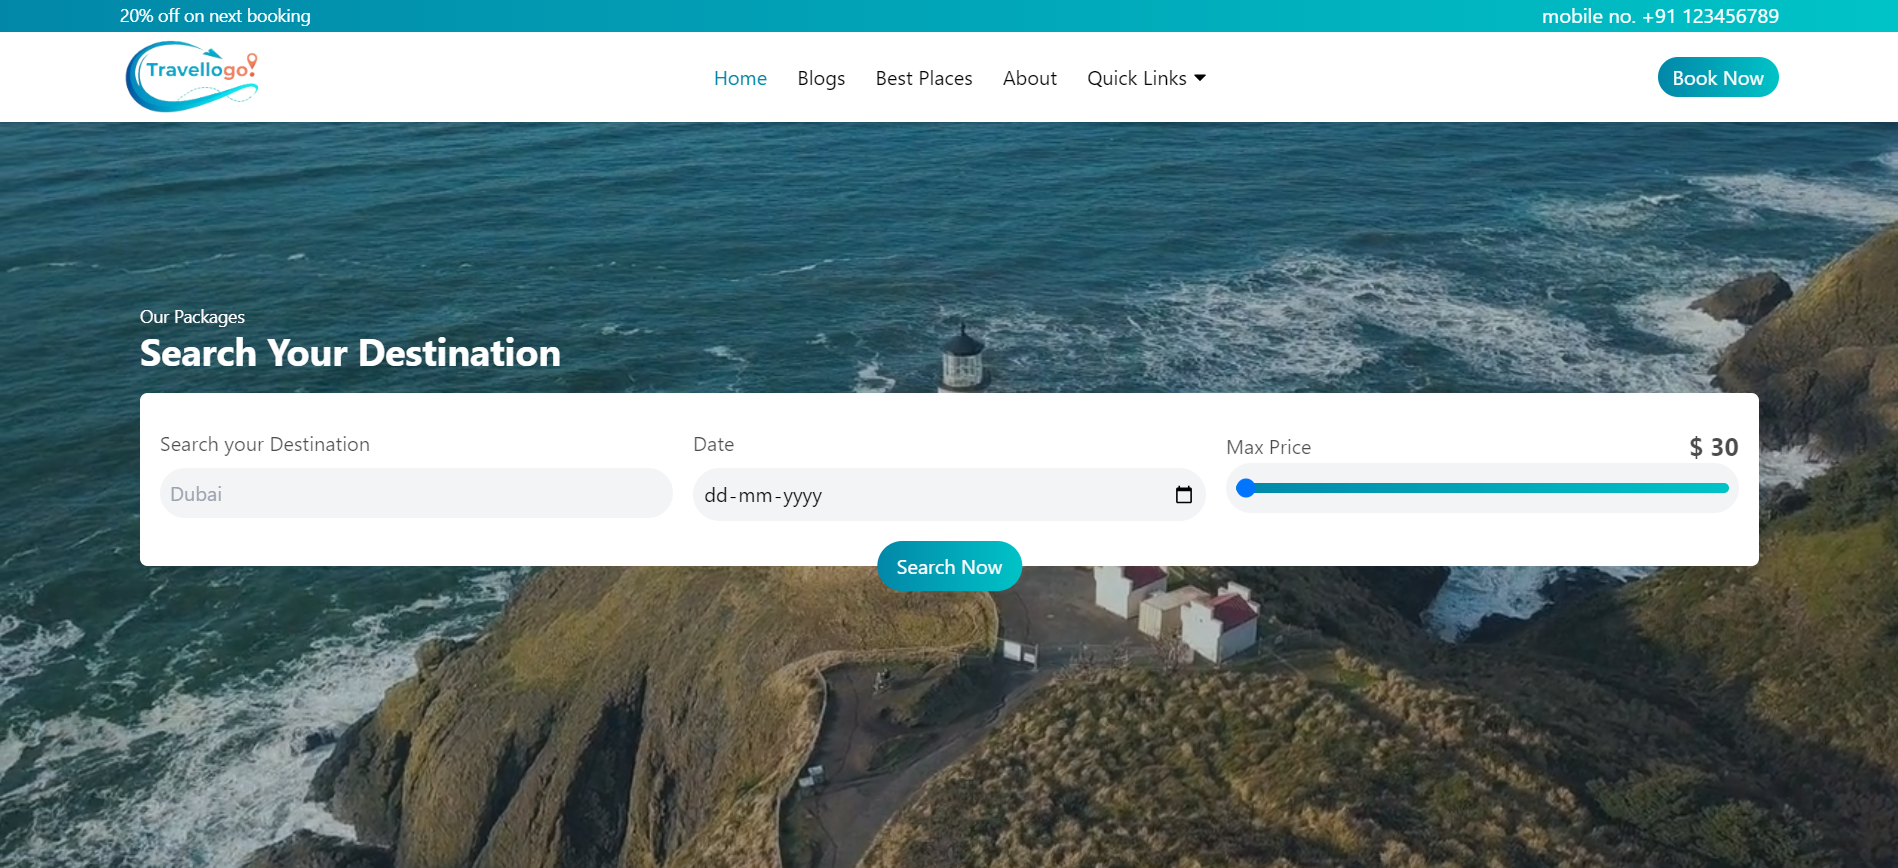 20% off on next booking
mobile no. +91 123456789
Travellogo!
Home
Blogs
Best Places
About
Quick Links
Book Now
Our Packages
Search Your Destination
Search your Destination
Date
Max Price
$ 30
Dubai
dd-mm-yyyy
Search Now